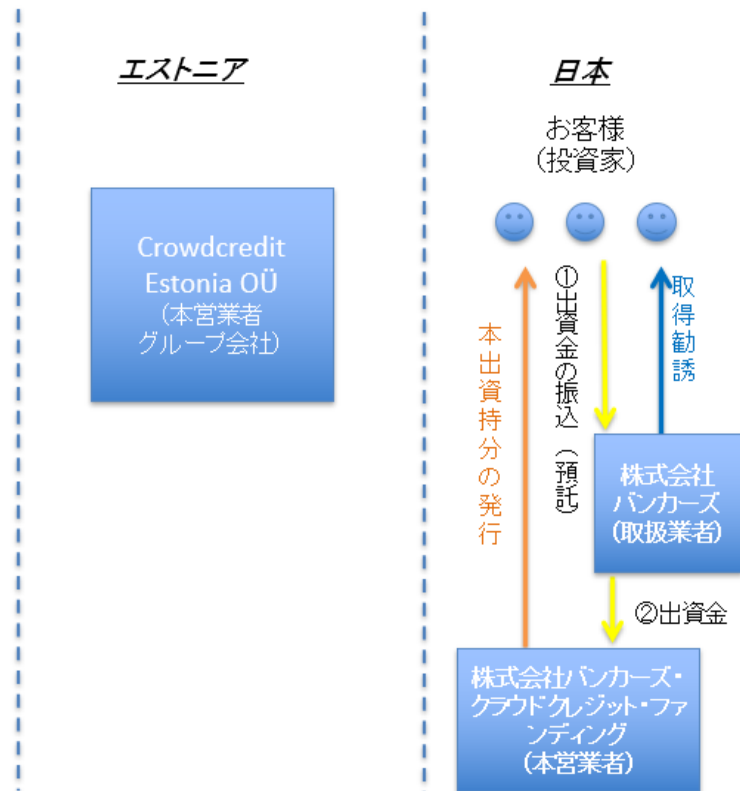 エストニア
日本
お客様
（投資家）
Crowdcredit
Estonia OÜ
（本営業者
グループ会社）
本出資持分の発行
①出資金の振込（預託）
取得勧誘
株式会社
バンカーズ
（取扱業者）
②出資金
株式会社バンカーズ・
クラウドクレジット・ファ
ンディング
（本営業者）